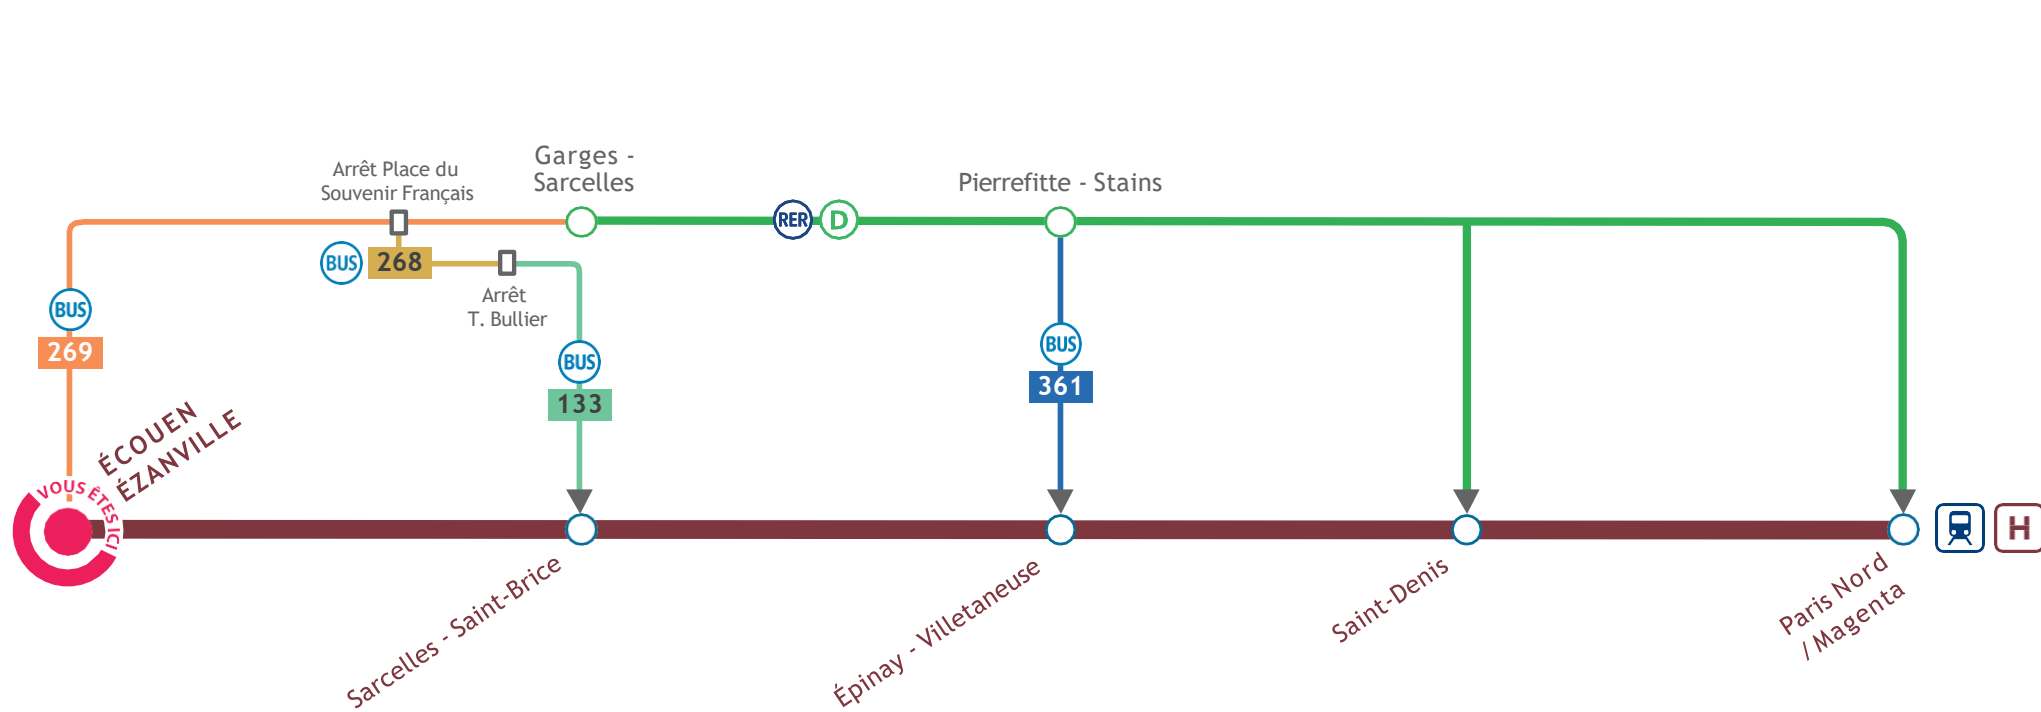 Arrêt Place du
Souvenir Français
Garges -
Sarcelles
Pierrefitte - Stains
RER
D
BUS
268
Arrêt
T. Bullier
BUS
269
BUS
133
BUS
361
ÉCOUEN
ÉZANVILLE
VOUS ÊTES ICI
H
Sarcelles - Saint-Brice
Épinay - Villetaneuse
Saint-Denis
Paris Nord
/ Magenta